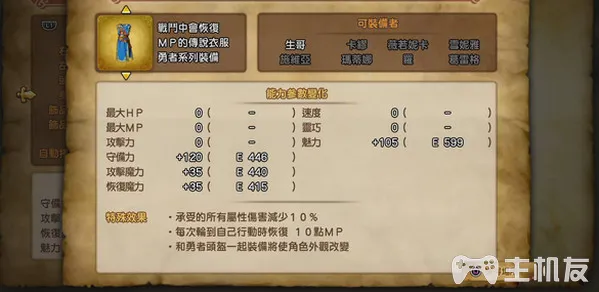 戰鬥中會恢復
ＭＰ的傳說衣服
勇者系列裝備
可裝備者
生哥 卡繆 薇若妮卡 雪妮雅
施維亞 瑪蒂娜 羅 葛雷格
能力參數變化
最大ＨＰ 0 ( － )
最大ＭＰ 0 ( － )
攻擊力 0 ( － )
守備力 +120 ( E 446 )
攻擊魔力 +35 ( E 440 )
恢復魔力 +35 ( E 415 )
速度 0 ( － )
靈巧 0 ( － )
魅力 +105 ( E 599 )
特殊效果
・承受的所有屬性傷害減少１０％
・每次輪到自己行動時恢復 １０點ＭＰ
・和勇者頭盔一起裝備將使角色外觀改變
自動
守備
攻擊
恢復
魅力
主机友